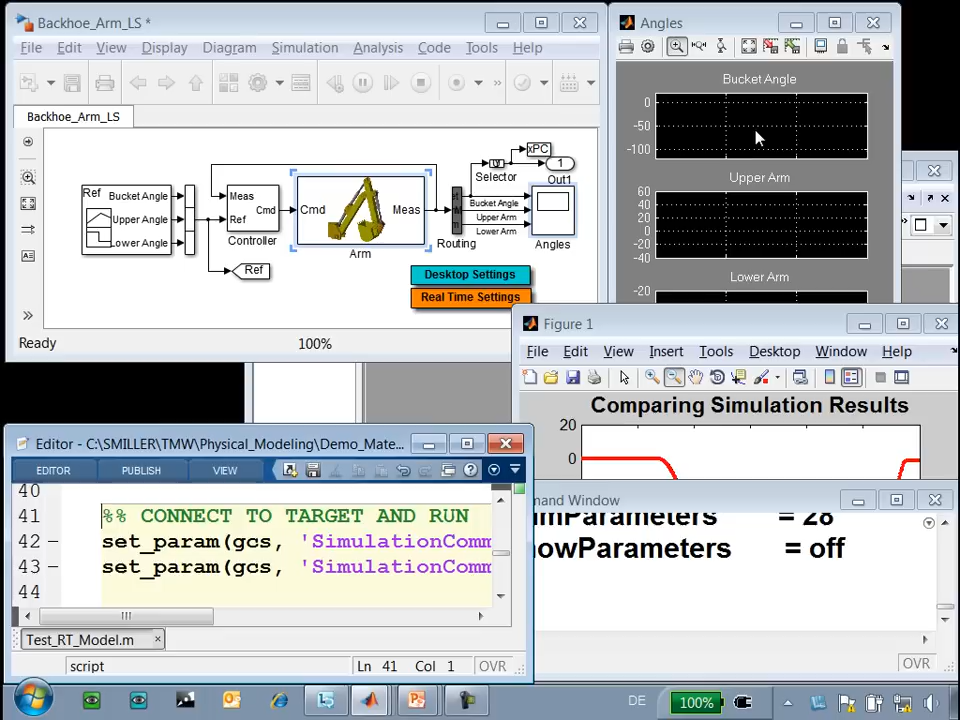 Backhoe_Arm_LS *
File Edit View Display Diagram Simulation Analysis Code Tools Help
Backhoe_Arm_LS
Ref
Bucket Angle
Upper Angle
Lower Angle
Meas
Ref
Cmd
Controller
Ref
Cmd
Meas
Arm
Routing
Bucket Angle
Upper Arm
Lower Arm
Selector
xPC
1
Out1
Angles
Desktop Settings
Real Time Settings
Ready
100%
Angles
Bucket Angle
0
-50
-100
Upper Arm
60
40
20
0
-20
-40
Lower Arm
-20
Figure 1
File Edit View Insert Tools Desktop Window Help
Comparing Simulation Results
20
0
Editor - C:\SMILLER\TMW\Physical_Modeling\Demo_Mate...
EDITOR PUBLISH VIEW
40
41 %% CONNECT TO TARGET AND RUN
42 – set_param(gcs, 'SimulationComm
43 – set_param(gcs, 'SimulationComm
44
Test_RT_Model.m
script
Ln 41 Col 1 OVR
mand Window
umParameters = 28
howParameters = off
OVR
DE
100%